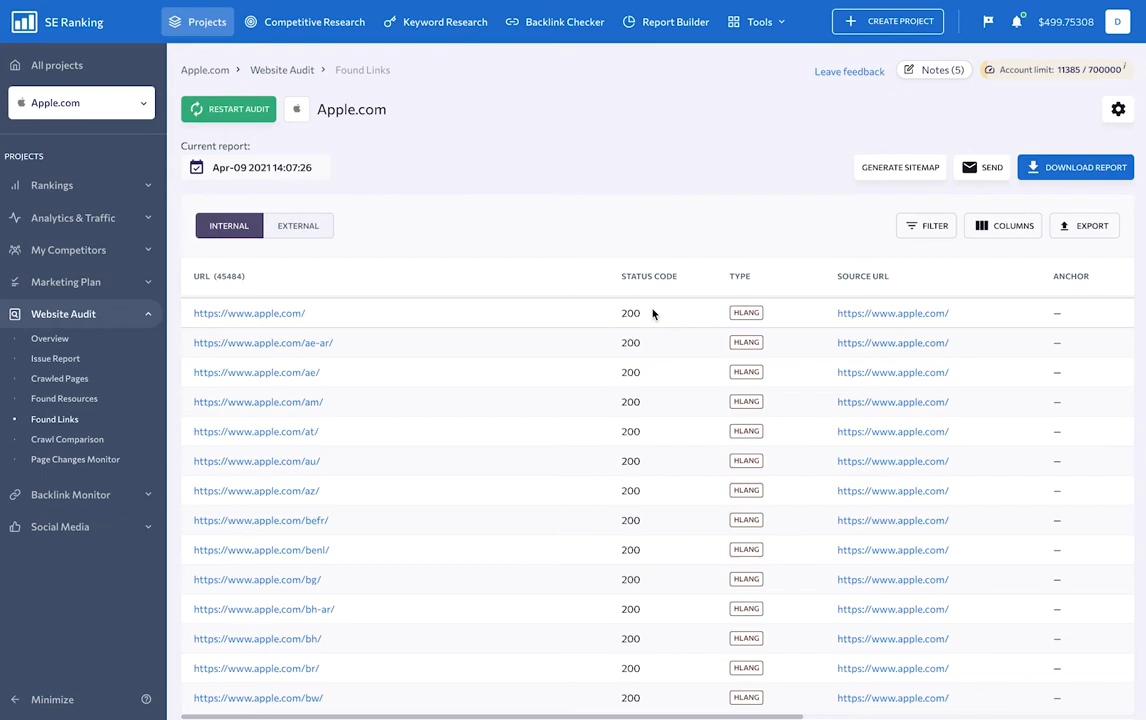 SE Ranking
Projects
Competitive Research
Keyword Research
Backlink Checker
Report Builder
Tools
CREATE PROJECT
$499.75308
D
All projects
Apple.com
PROJECTS
Rankings
Analytics & Traffic
My Competitors
Marketing Plan
Website Audit
Overview
Issue Report
Crawled Pages
Found Resources
Found Links
Crawl Comparison
Page Changes Monitor
Backlink Monitor
Social Media
Minimize
Apple.com > Website Audit > Found Links
Leave feedback
Notes (5)
Account limit: 11385 / 700000 i
RESTART AUDIT
Apple.com
Current report:
Apr-09 2021 14:07:26
GENERATE SITEMAP
SEND
DOWNLOAD REPORT
INTERNAL
EXTERNAL
FILTER
COLUMNS
EXPORT
URL (45484) STATUS CODE TYPE SOURCE URL ANCHOR
https://www.apple.com/ 200 HLANG https://www.apple.com/ —
https://www.apple.com/ae-ar/ 200 HLANG https://www.apple.com/ —
https://www.apple.com/ae/ 200 HLANG https://www.apple.com/ —
https://www.apple.com/am/ 200 HLANG https://www.apple.com/ —
https://www.apple.com/at/ 200 HLANG https://www.apple.com/ —
https://www.apple.com/au/ 200 HLANG https://www.apple.com/ —
https://www.apple.com/az/ 200 HLANG https://www.apple.com/ —
https://www.apple.com/befr/ 200 HLANG https://www.apple.com/ —
https://www.apple.com/benl/ 200 HLANG https://www.apple.com/ —
https://www.apple.com/bg/ 200 HLANG https://www.apple.com/ —
https://www.apple.com/bh-ar/ 200 HLANG https://www.apple.com/ —
https://www.apple.com/bh/ 200 HLANG https://www.apple.com/ —
https://www.apple.com/br/ 200 HLANG https://www.apple.com/ —
https://www.apple.com/bw/ 200 HLANG https://www.apple.com/ —